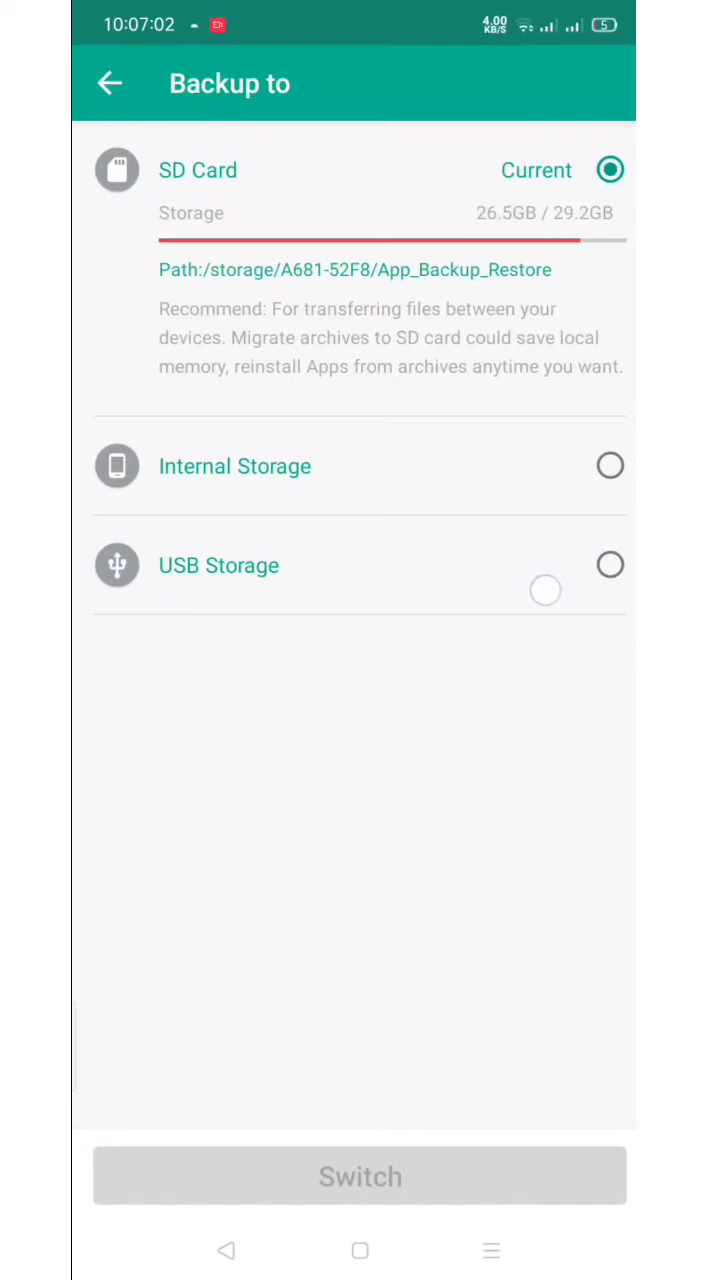 10:07:02
4.00
KB/S
5
Backup to
SD Card
Current
Storage
26.5GB / 29.2GB
Path:/storage/A681-52F8/App_Backup_Restore
Recommend: For transferring files between your
devices. Migrate archives to SD card could save local
memory, reinstall Apps from archives anytime you want.
Internal Storage
USB Storage
Switch